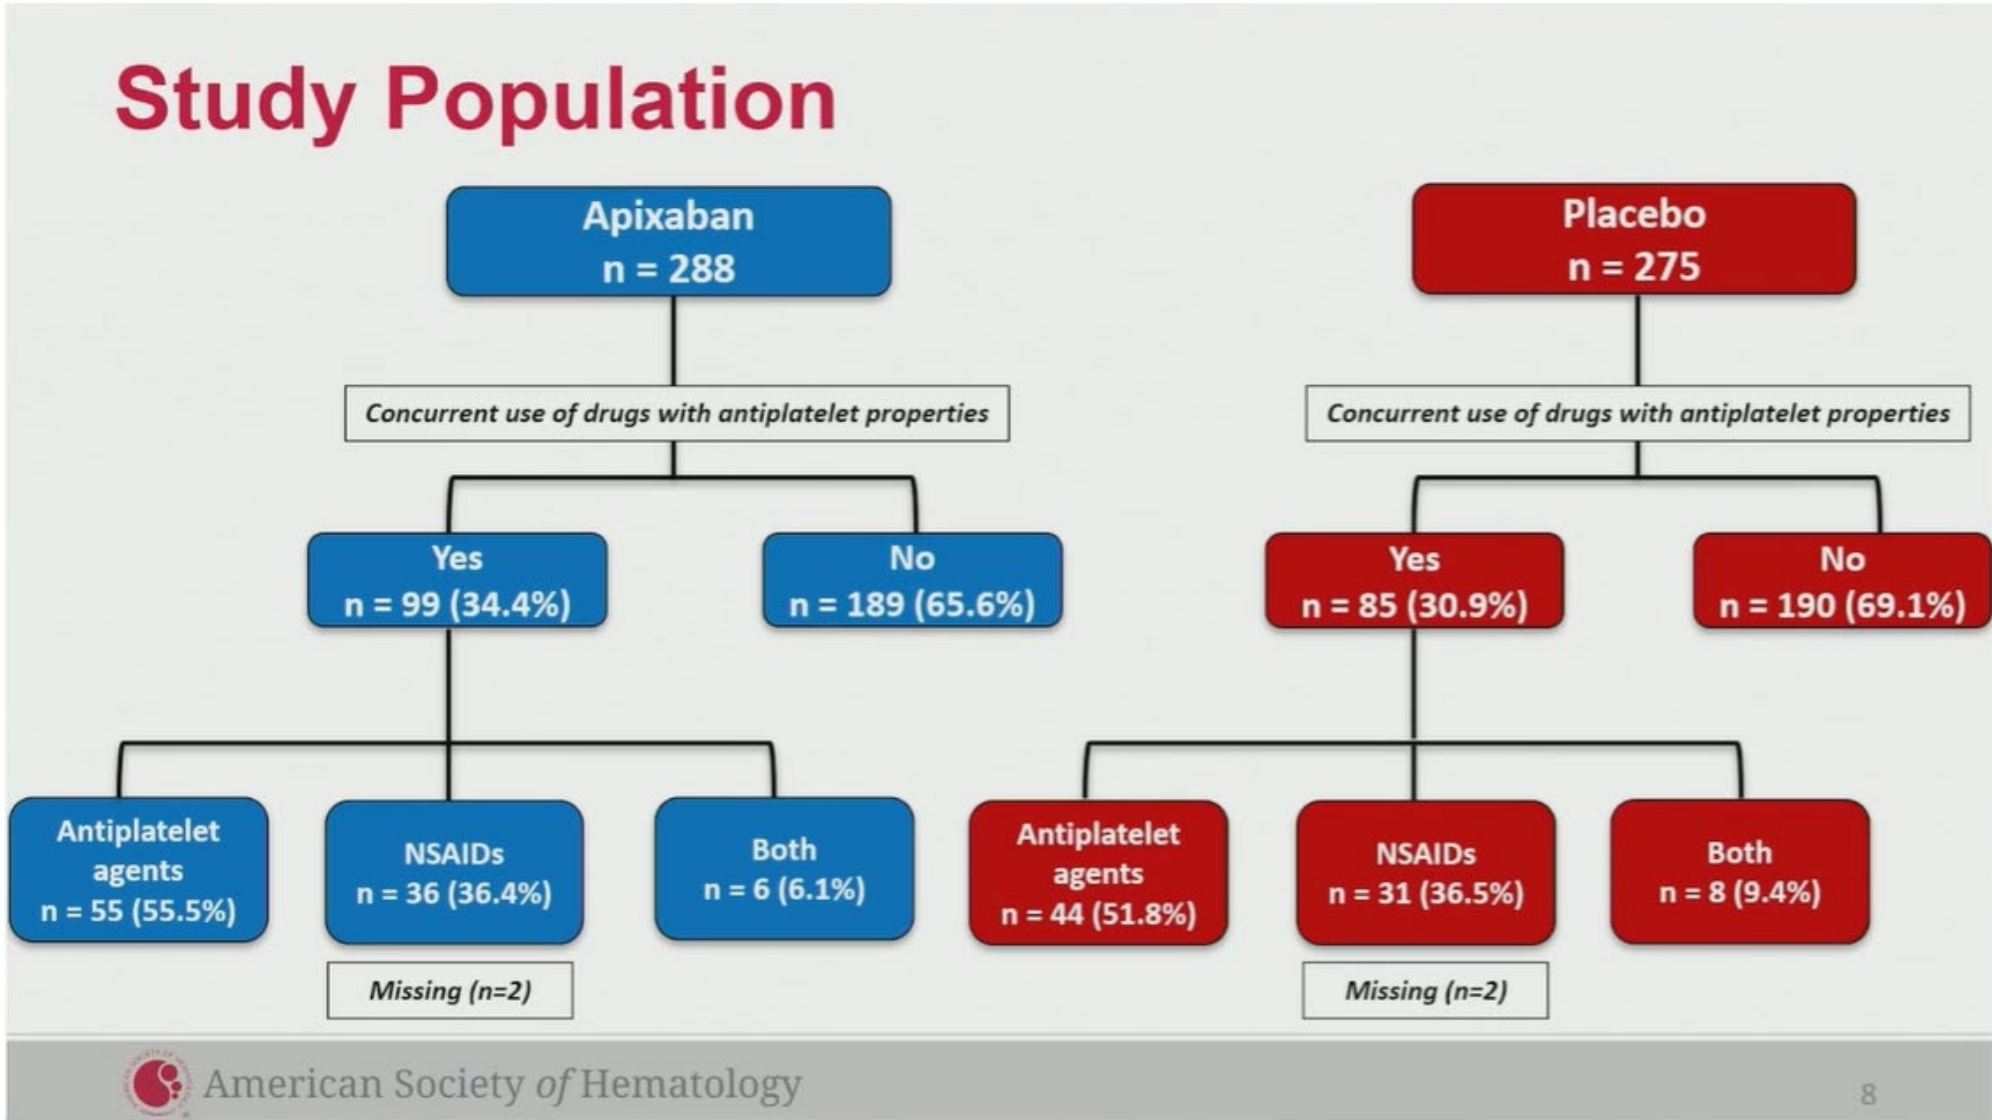 Study Population
Apixaban
n = 288
Placebo
n = 275
Concurrent use of drugs with antiplatelet properties
Concurrent use of drugs with antiplatelet properties
Yes
n = 99 (34.4%)
No
n = 189 (65.6%)
Yes
n = 85 (30.9%)
No
n = 190 (69.1%)
Antiplatelet
agents
n = 55 (55.5%)
NSAIDs
n = 36 (36.4%)
Both
n = 6 (6.1%)
Antiplatelet
agents
n = 44 (51.8%)
NSAIDs
n = 31 (36.5%)
Both
n = 8 (9.4%)
Missing (n=2)
Missing (n=2)
American Society of Hematology
8